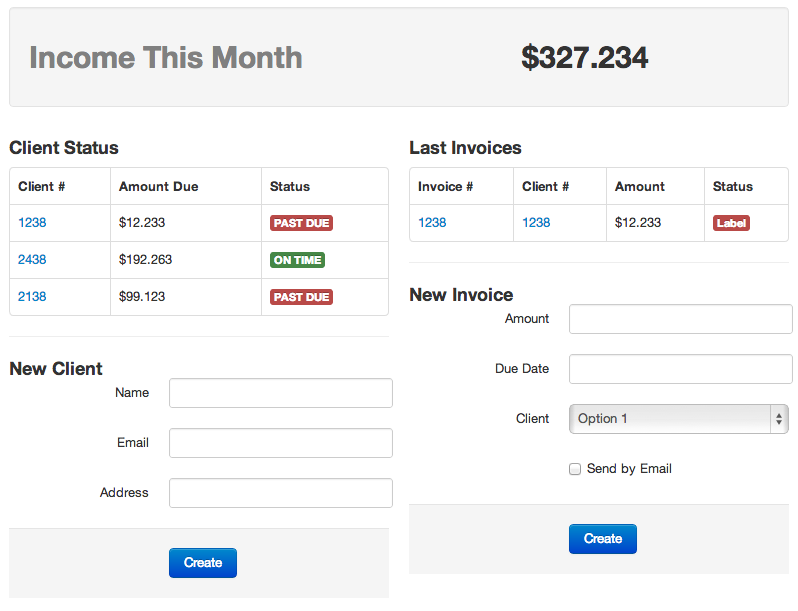 Income This Month $327.234
Client Status
Client # Amount Due Status
1238 $12.233 PAST DUE
2438 $192.263 ON TIME
2138 $99.123 PAST DUE
New Client
Name
Email
Address
Create
Last Invoices
Invoice # Client # Amount Status
1238 1238 $12.233 Label
New Invoice
Amount
Due Date
Client Option 1
Send by Email
Create